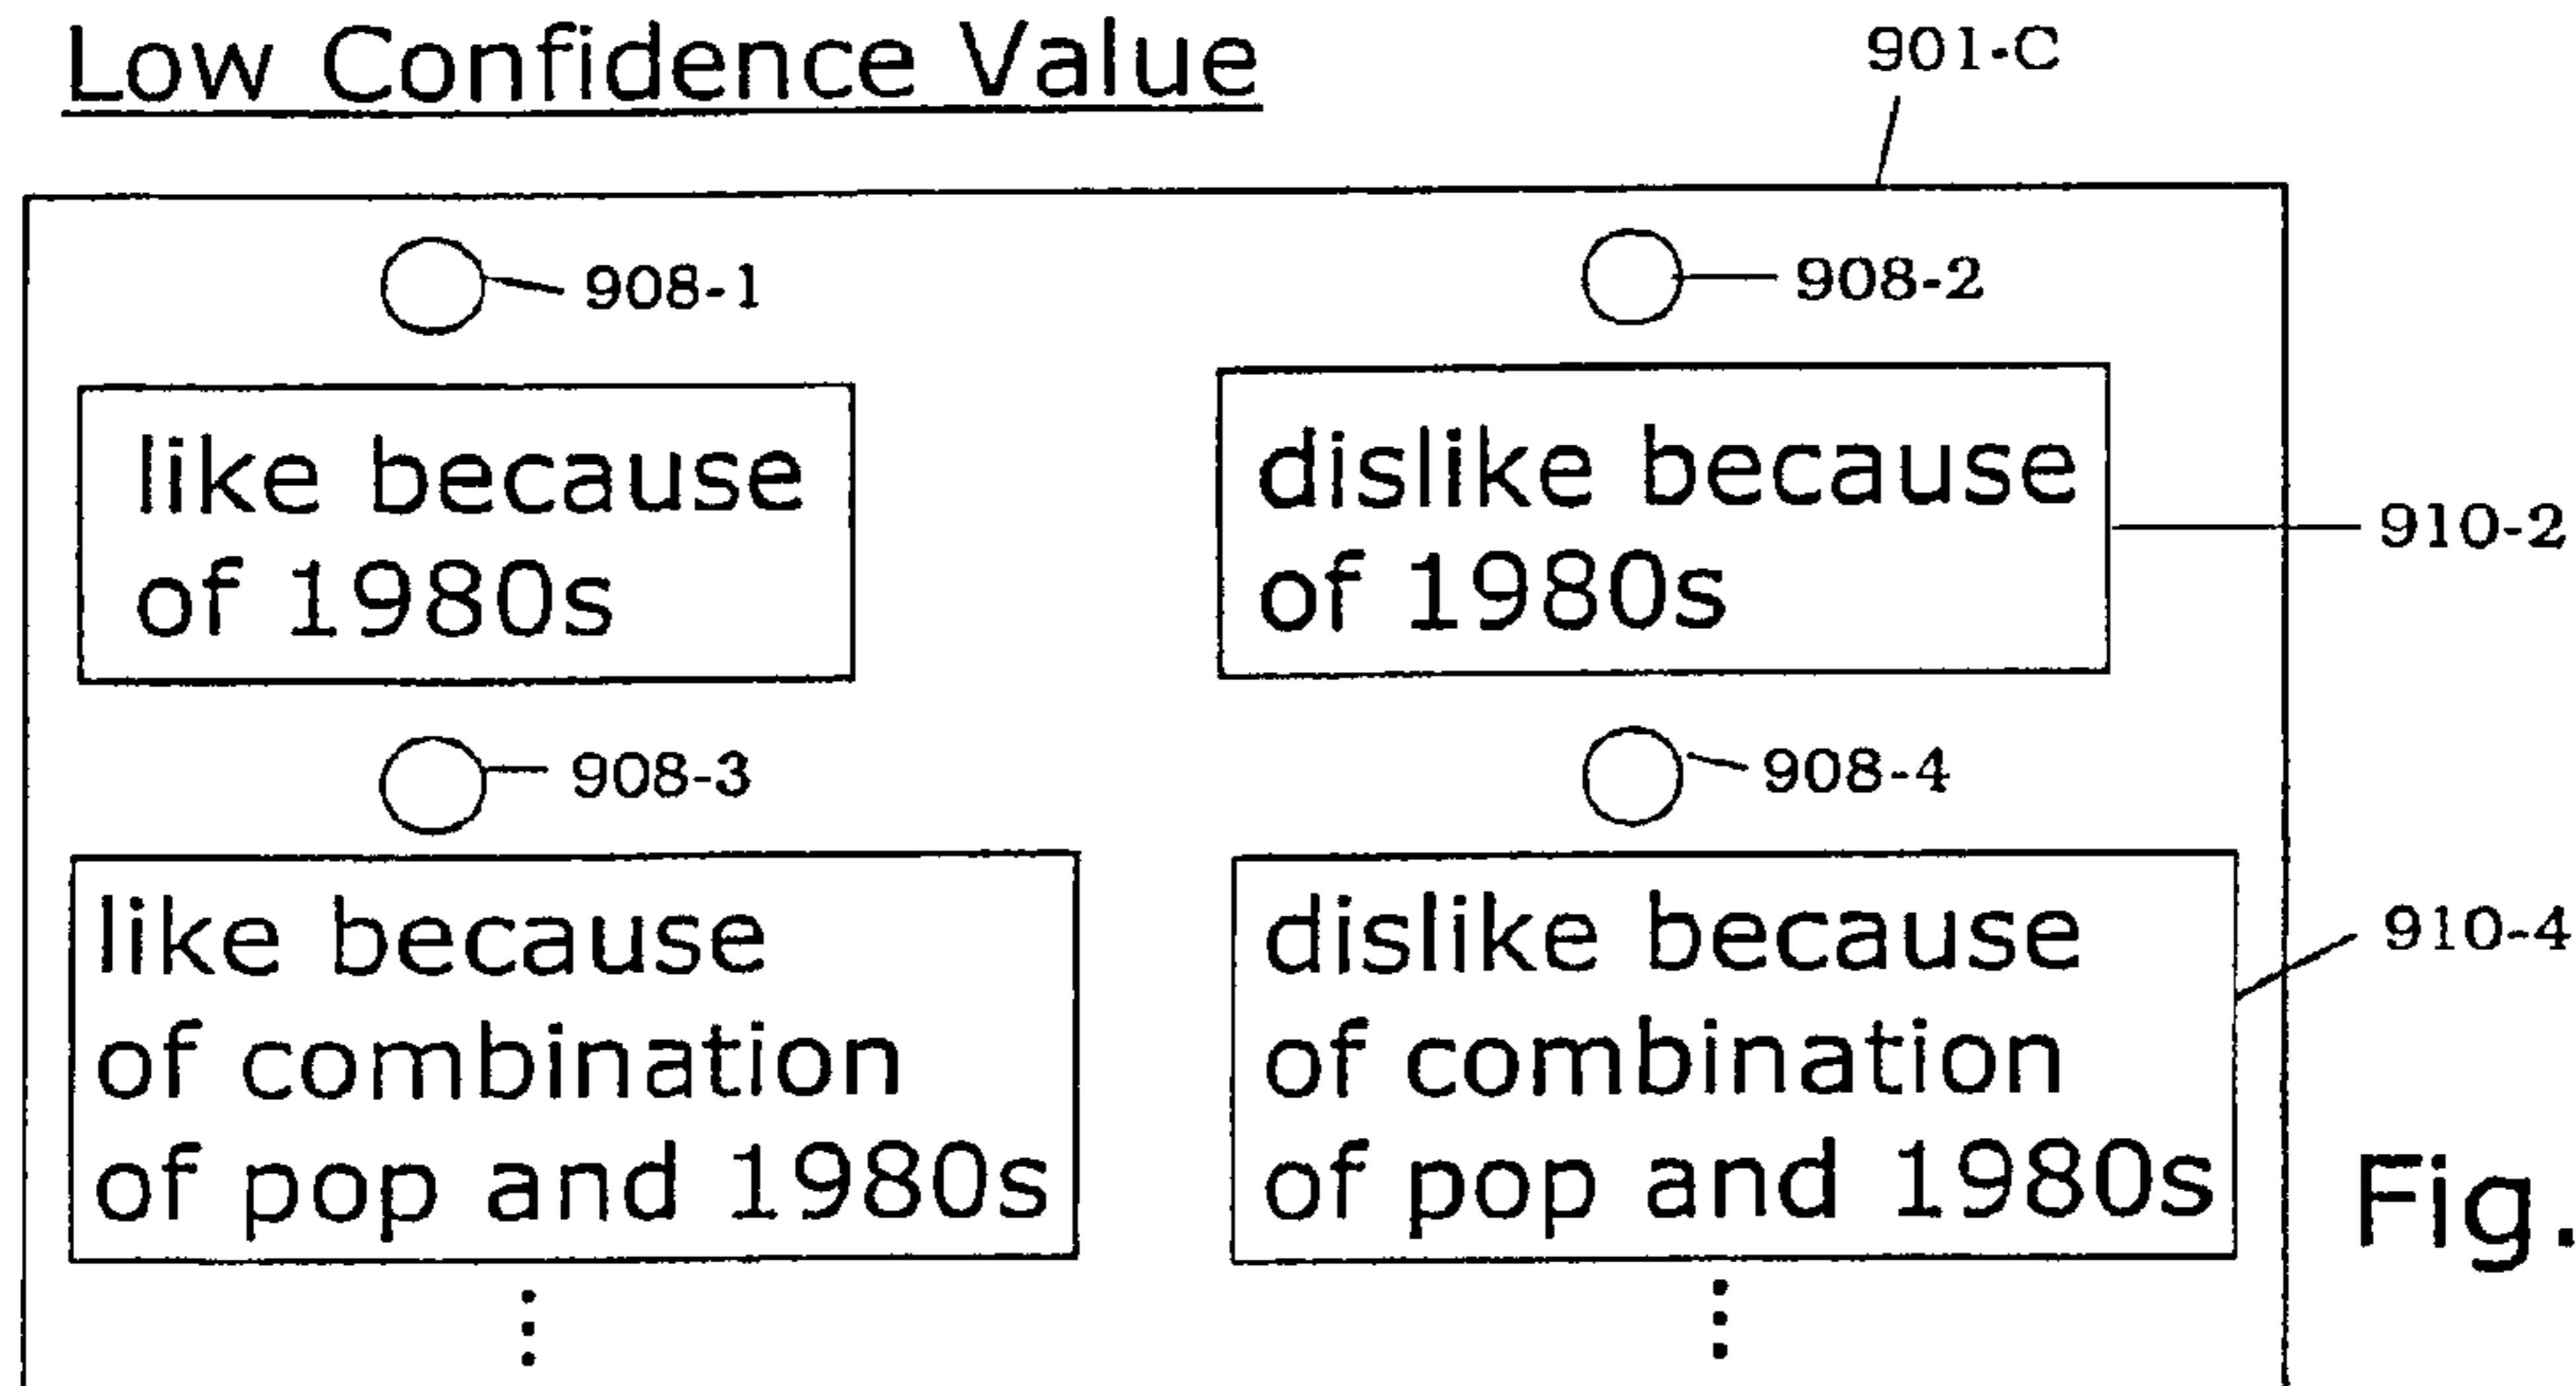 Low Confidence Value
901-C
908-1
908-2
like because
of 1980s
dislike because
of 1980s
910-2
908-3
908-4
like because
of combination
of pop and 1980s
dislike because
of combination
of pop and 1980s
910-4
Fig.